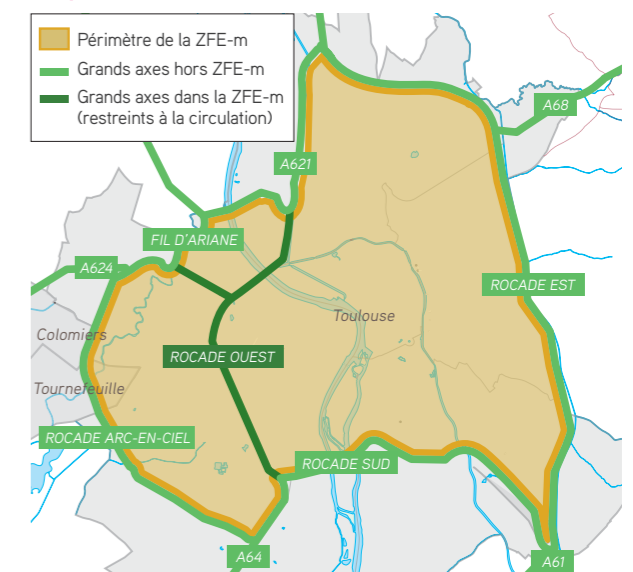 Périmètre de la ZFE-m
Grands axes hors ZFE-m
Grands axes dans la ZFE-m
(restreints à la circulation)
A68
A621
FIL D'ARIANE
A624
ROCADE EST
Toulouse
Colomiers
ROCADE OUEST
Tournefeuille
ROCADE ARC-EN-CIEL
ROCADE SUD
A64
A61